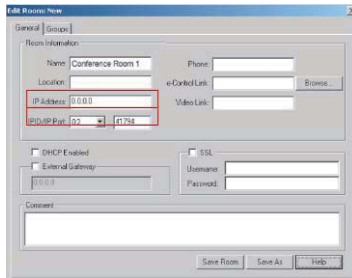 Edit Room: New
General Groups
Room Information
Name: Conference Room 1
Phone:
Location:
e-Control Link:
Browse...
IP Address: 0.0.0.0
Video Link:
IPID/IP Port: 02 41794
DHCP Enabled
SSL
External Gateway
Username:
0.0.0.0
Password:
Comment
Save Room Save As Help